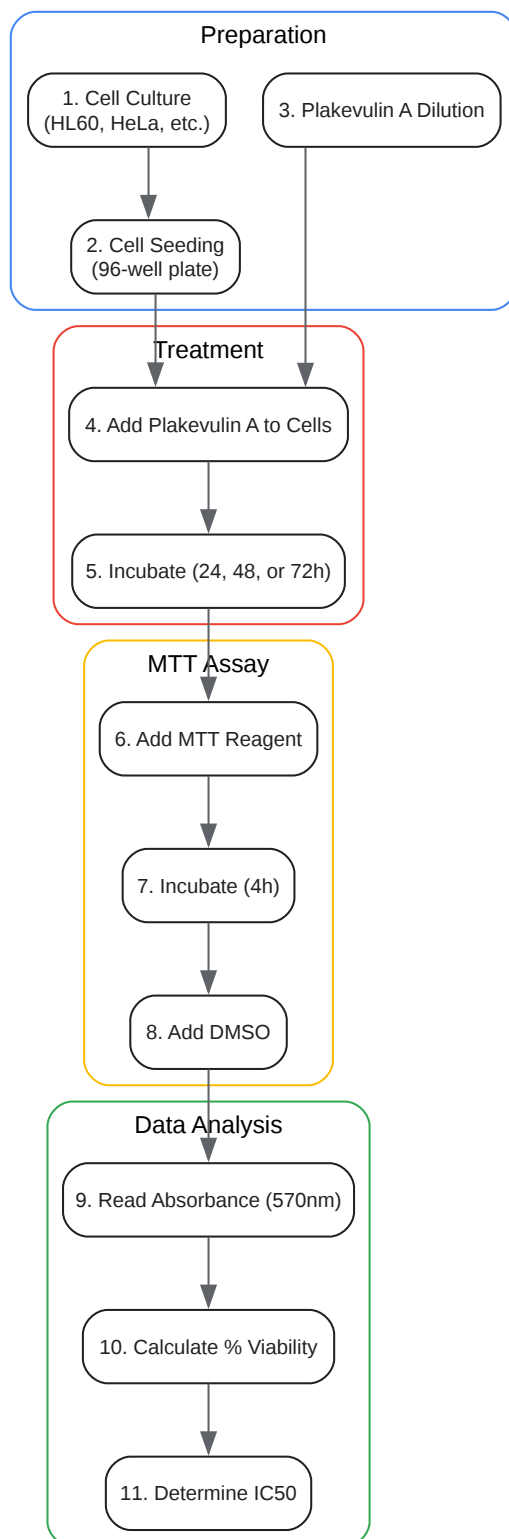 Preparation
1. Cell Culture
(HL60, HeLa, etc.)
3. Plakevulin A Dilution
2. Cell Seeding
(96-well plate)
Treatment
4. Add Plakevulin A to Cells
5. Incubate (24, 48, or 72h)
MTT Assay
6. Add MTT Reagent
7. Incubate (4h)
8. Add DMSO
Data Analysis
9. Read Absorbance (570nm)
10. Calculate % Viability
11. Determine IC50